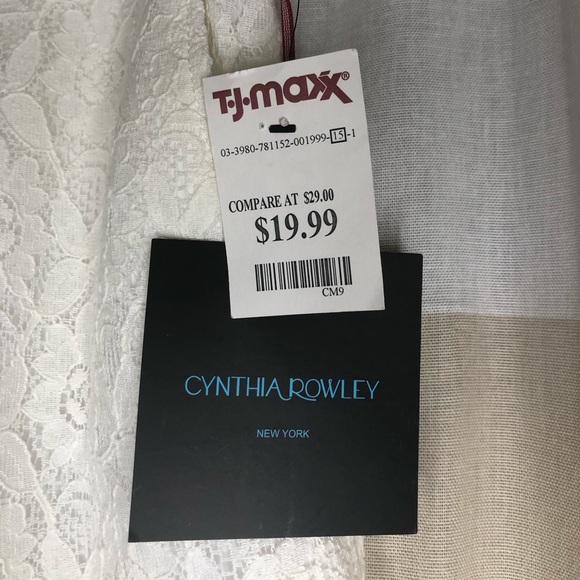 T·J·maxx®
03-3980-781152-001999-15-1
COMPARE AT $29.00
$19.99
CM9
CYNTHIA ROWLEY
NEW YORK